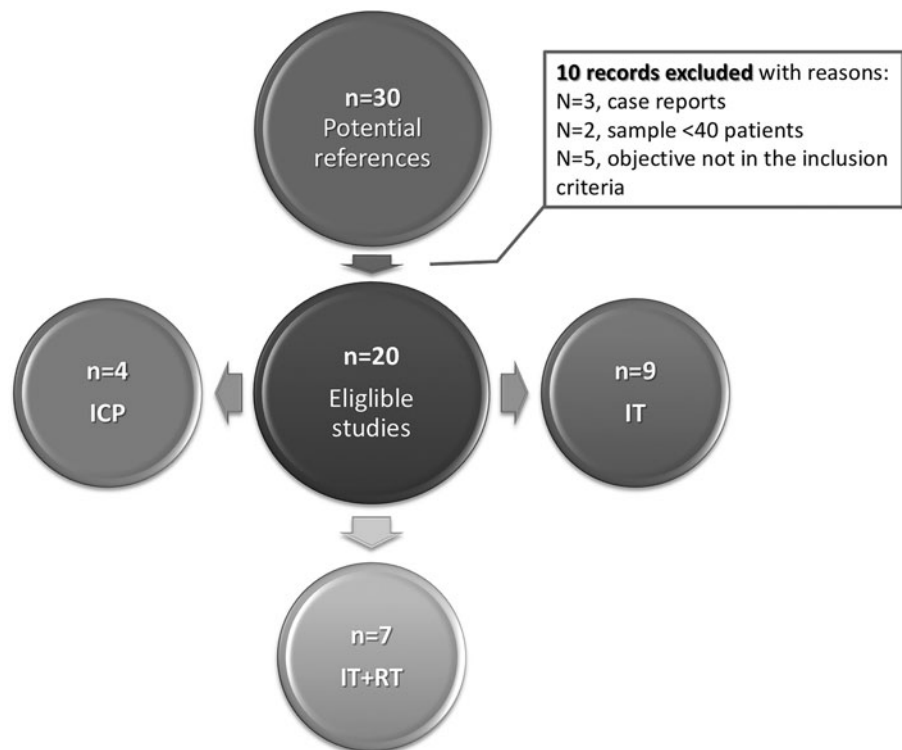 n=30
Potential
references
10 records excluded with reasons:
N=3, case reports
N=2, sample <40 patients
N=5, objective not in the inclusion
criteria
n=4
ICP
n=20
Eliglible
studies
n=9
IT
n=7
IT+RT